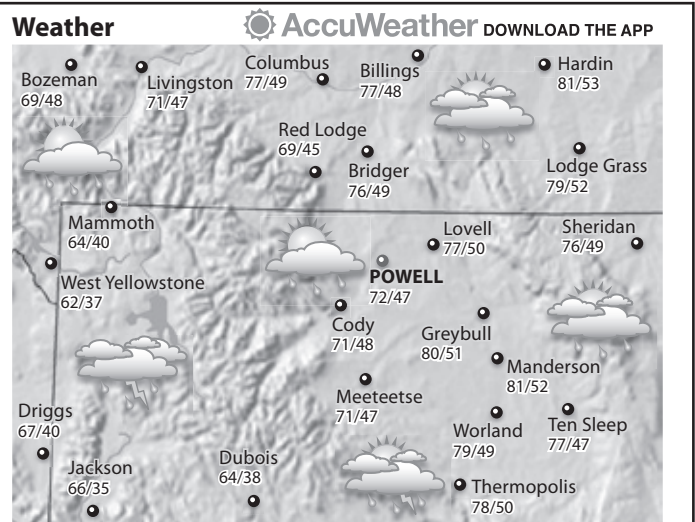 Weather AccuWeather DOWNLOAD THE APP
Bozeman
69/48
Livingston
71/47
Columbus
77/49
Billings
77/48
Hardin
81/53
Red Lodge
69/45
Bridger
76/49
Lodge Grass
79/52
Mammoth
64/40
Lovell
77/50
Sheridan
76/49
West Yellowstone
62/37
POWELL
72/47
Cody
71/48
Greybull
80/51
Manderson
81/52
Meeteetse
71/47
Driggs
67/40
Worland
79/49
Ten Sleep
77/47
Jackson
66/35
Dubois
64/38
Thermopolis
78/50